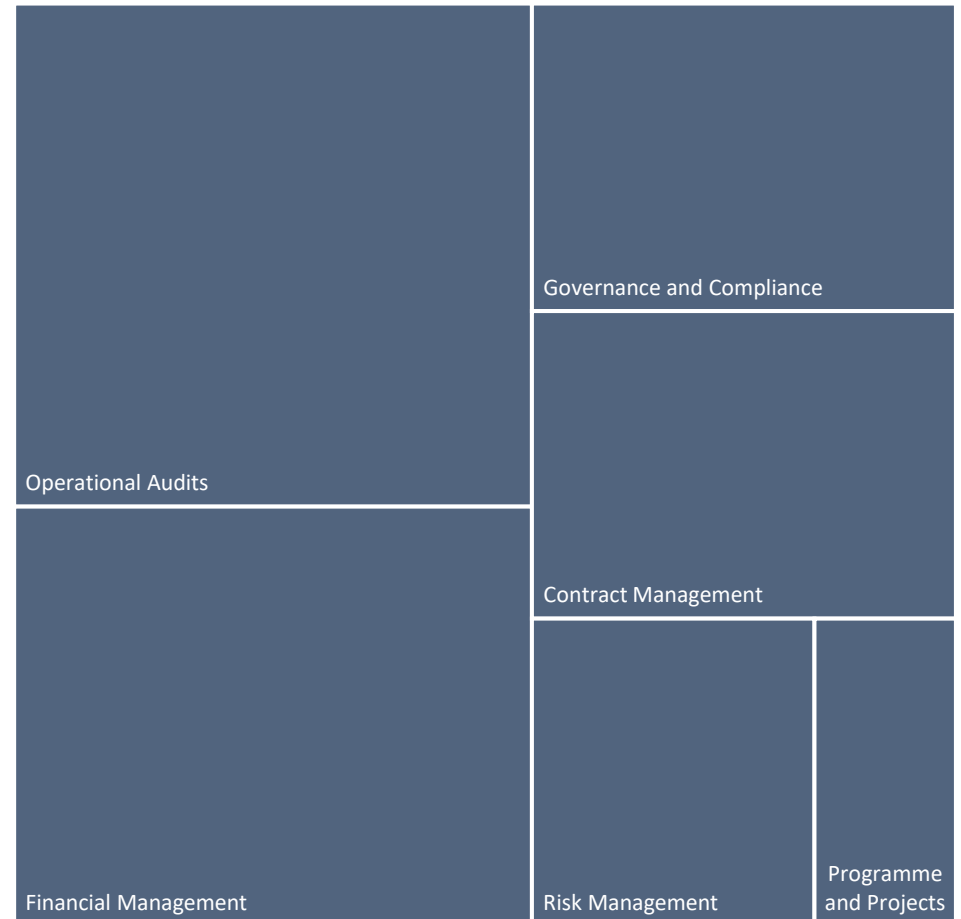 Operational Audits
Financial Management
Governance and Compliance
Contract Management
Risk Management
Programme
and Projects